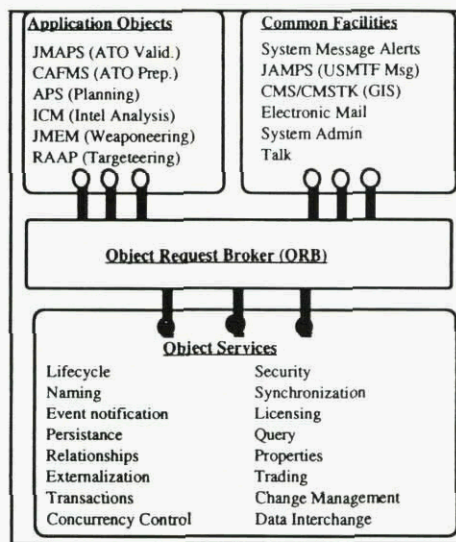 Application Objects
JMAPS (ATO Valid.)
CAFMS (ATO Prep.)
APS (Planning)
ICM (Intel Analysis)
JMEM (Weaponeering)
RAAP (Targeteering)
Common Facilities
System Message Alerts
JAMPS (USMTF Msg)
CMS/CMSTK (GIS)
Electronic Mail
System Admin
Talk
Object Request Broker (ORB)
Object Services
Lifecycle
Naming
Event notification
Persistance
Relationships
Externalization
Transactions
Concurrency Control
Security
Synchronization
Licensing
Query
Properties
Trading
Change Management
Data Interchange